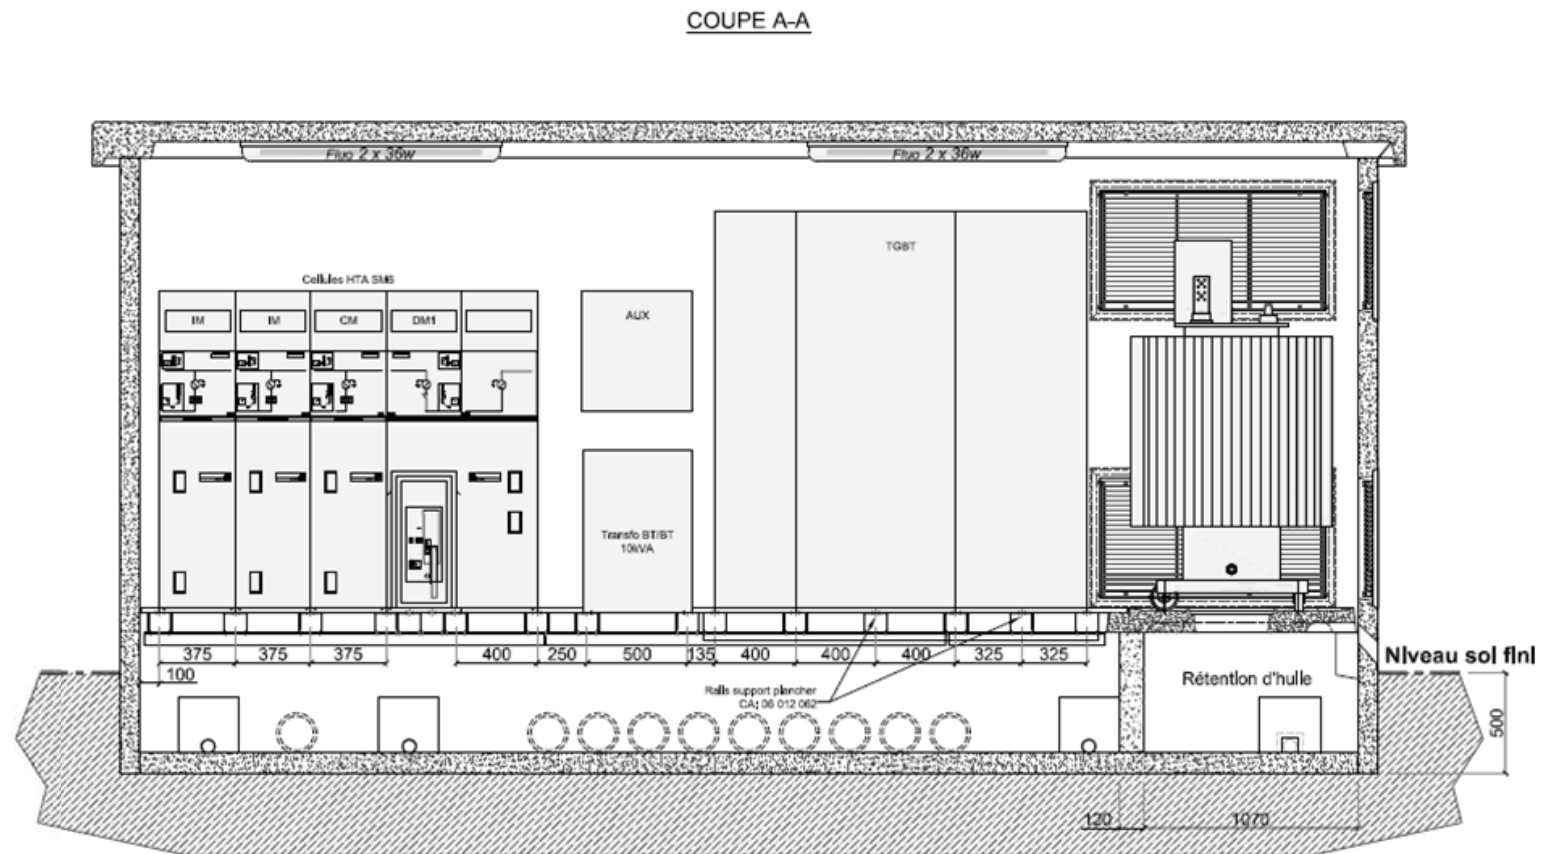 COUPE A-A
Fluo 2 x 36w
Fluo 2 x 36w
TGBT
Cellules HTA SM6
IM
IM
CM
DM1
AUX
Transfo BT/BT
10kVA
375
375
375
400
250
500
135
400
400
400
325
325
Niveau sol fini
100
Rails support plancher
CA: 06 012 062
Rétention d'huile
500
120
1070